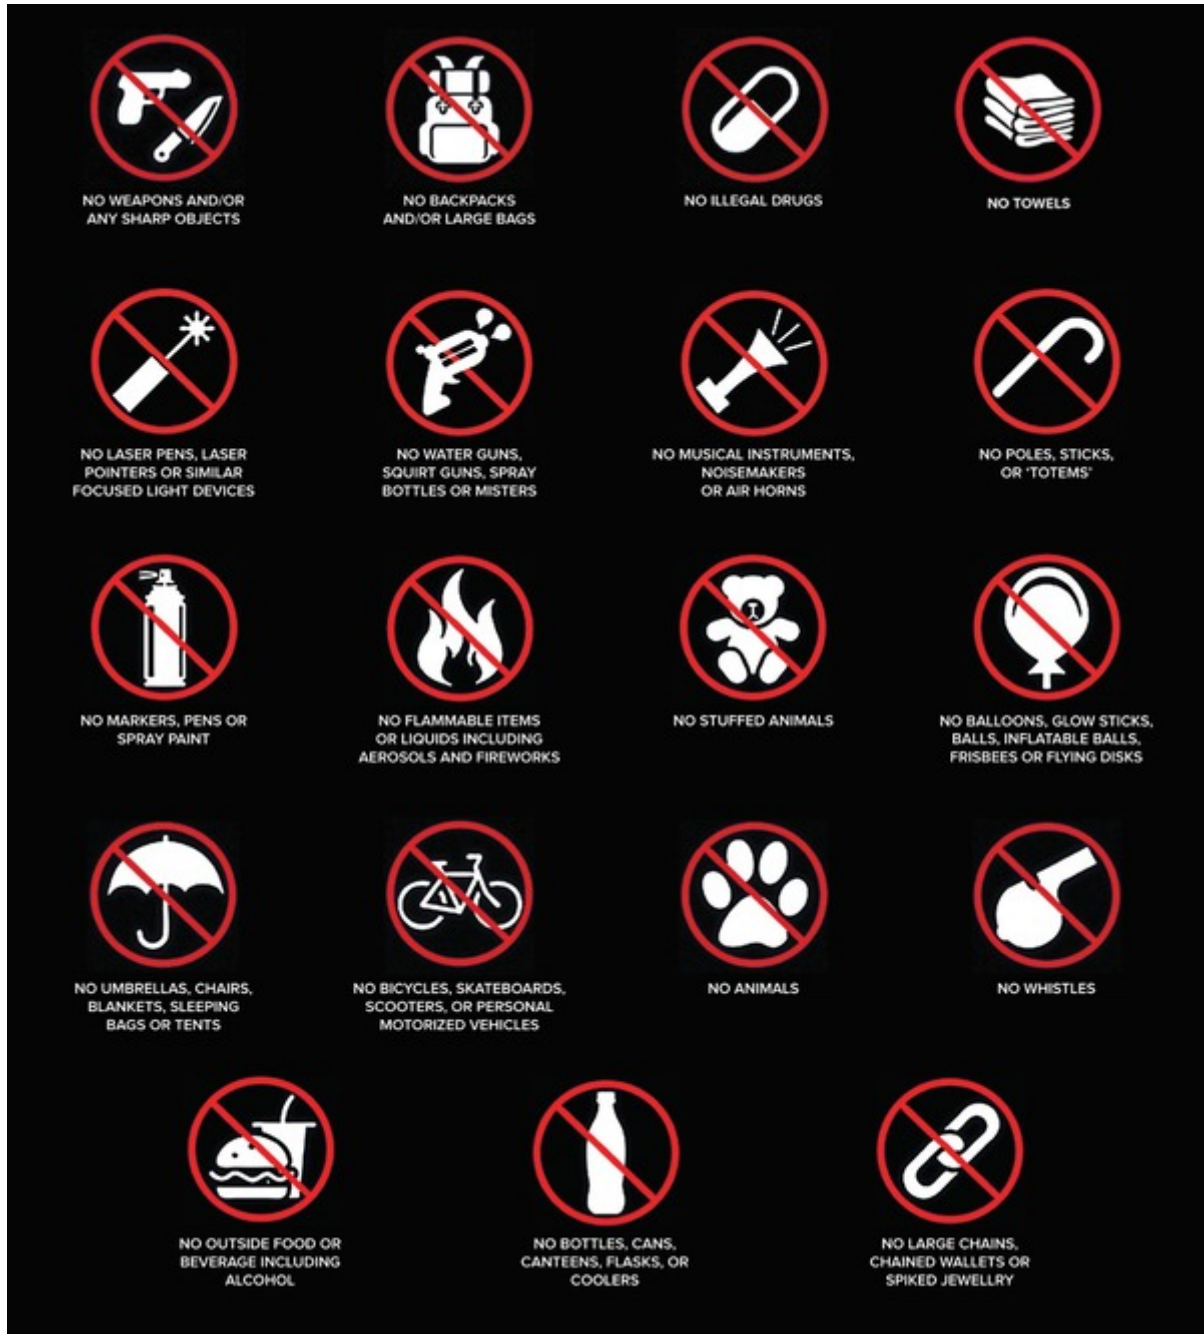 NO WEAPONS AND/OR
ANY SHARP OBJECTS
NO BACKPACKS
AND/OR LARGE BAGS
NO ILLEGAL DRUGS
NO TOWELS
NO LASER PENS, LASER
POINTERS OR SIMILAR
FOCUSED LIGHT DEVICES
NO WATER GUNS,
SQUIRT GUNS, SPRAY
BOTTLES OR MISTERS
NO MUSICAL INSTRUMENTS,
NOISEMAKERS
OR AIR HORNS
NO POLES, STICKS,
OR 'TOTEMS'
NO MARKERS, PENS OR
SPRAY PAINT
NO FLAMMABLE ITEMS
OR LIQUIDS INCLUDING
AEROSOLS AND FIREWORKS
NO STUFFED ANIMALS
NO BALLOONS, GLOW STICKS,
BALLS, INFLATABLE BALLS,
FRISBEES OR FLYING DISKS
NO UMBRELLAS, CHAIRS,
BLANKETS, SLEEPING
BAGS OR TENTS
NO BICYCLES, SKATEBOARDS,
SCOOTERS, OR PERSONAL
MOTORIZED VEHICLES
NO ANIMALS
NO WHISTLES
NO OUTSIDE FOOD OR
BEVERAGE INCLUDING
ALCOHOL
NO BOTTLES, CANS,
CANTEENS, FLASKS, OR
COOLERS
NO LARGE CHAINS,
CHAINED WALLETS OR
SPIKED JEWELLRY